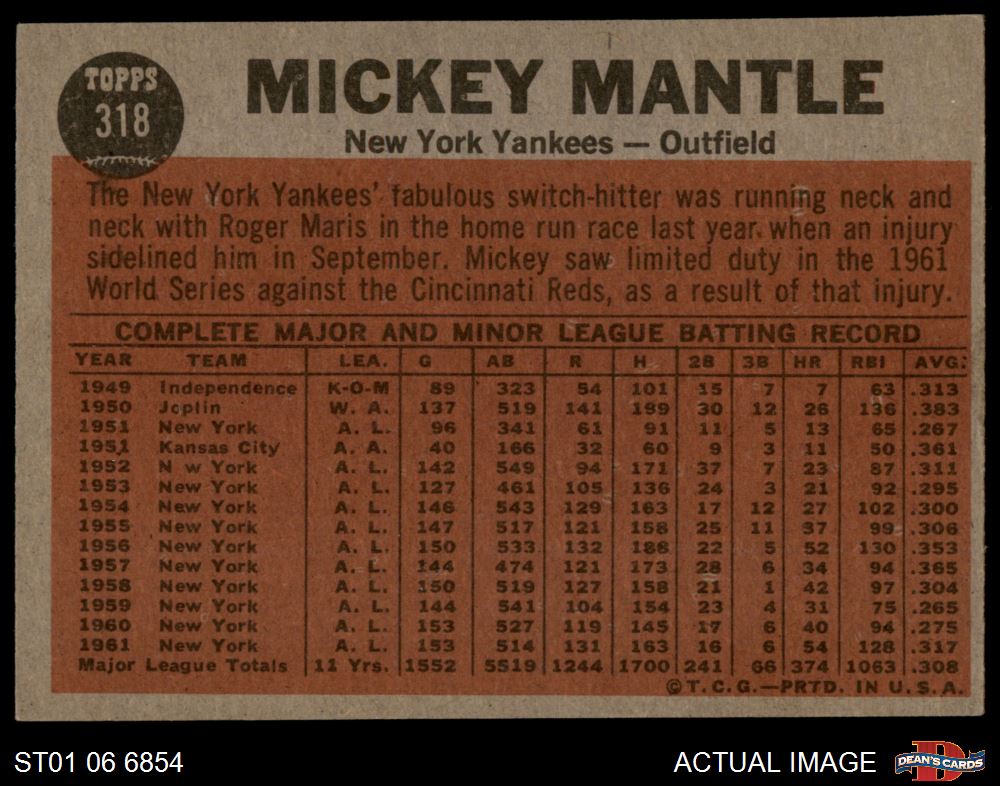 TOPPS
318
MICKEY MANTLE
New York Yankees — Outfield
The New York Yankees' fabulous switch-hitter was running neck and
neck with Roger Maris in the home run race last year when an injury
sidelined him in September. Mickey saw limited duty in the 1961
World Series against the Cincinnati Reds, as a result of that injury.
COMPLETE MAJOR AND MINOR LEAGUE BATTING RECORD
YEAR TEAM LEA. G AB R H 2B 3B HR RBI AVG.
1949 Independence K-O-M 89 323 54 101 15 7 7 63 .313
1950 Joplin W. A. 137 519 141 199 30 12 26 136 .383
1951 New York A. L. 96 341 61 91 11 5 13 65 .267
1951 Kansas City A. A. 40 166 32 60 9 3 11 50 .361
1952 N w York A. L. 142 549 94 171 37 7 23 87 .311
1953 New York A. L. 127 461 105 136 24 3 21 92 .295
1954 New York A. L. 146 543 129 163 17 12 27 102 .300
1955 New York A. L. 147 517 121 158 25 11 37 99 .306
1956 New York A. L. 150 533 132 188 22 5 52 130 .353
1957 New York A. L. 144 474 121 173 28 6 34 94 .365
1958 New York A. L. 150 519 127 158 21 1 42 97 .304
1959 New York A. L. 144 541 104 154 23 4 31 75 .265
1960 New York A. L. 153 527 119 145 17 6 40 94 .275
1961 New York A. L. 153 514 131 163 16 6 54 128 .317
Major League Totals 11 Yrs. 1552 5519 1244 1700 241 66 374 1063 .308
©T.C.G.—PRTD. IN U.S.A.
ST01 06 6854
ACTUAL IMAGE
D
DEAN'S CARDS